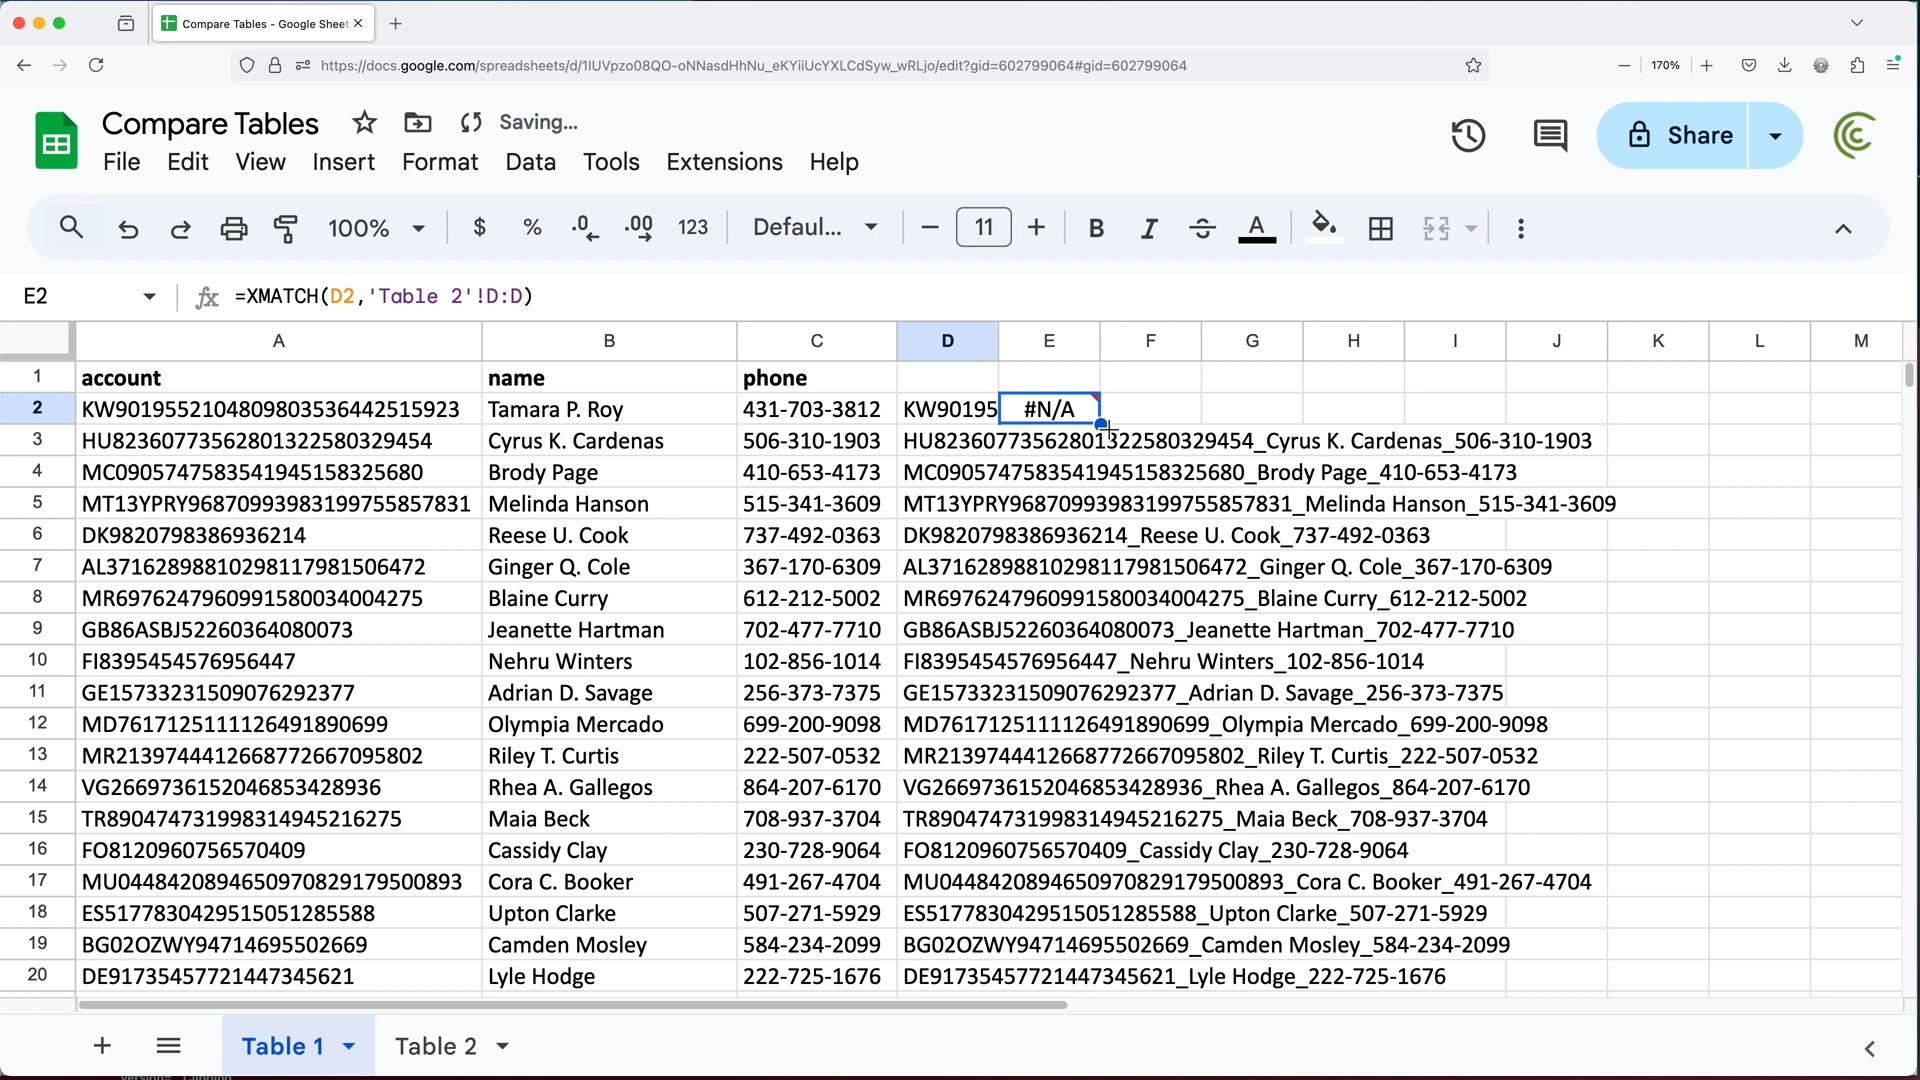 Compare Tables - Google Sheet
https://docs.google.com/spreadsheets/d/1IUVpzo08QO-oNNasdHhNu_eKYiiUcYXLCdSyw_wRLjo/edit?gid=602799064#gid=602799064
170%
Compare Tables
Saving...
File Edit View Insert Format Data Tools Extensions Help
Share
100% $ % .0 .00 123 Defaul... 11 B I S A
E2 fx =XMATCH(D2,'Table 2'!D:D)
A B C D E F G H I J K L M
1 account name phone
2 KW9019552104809803536442515923 Tamara P. Roy 431-703-3812 KW90195 #N/A
3 HU82360773562801322580329454 Cyrus K. Cardenas 506-310-1903 HU82360773562801322580329454_Cyrus K. Cardenas_506-310-1903
4 MC0905747583541945158325680 Brody Page 410-653-4173 MC0905747583541945158325680_Brody Page_410-653-4173
5 MT13YPRY968709939831997558578​31 Melinda Hanson 515-341-3609 MT13YPRY96870993983199755857831_Melinda Hanson_515-341-3609
6 DK9820798386936214 Reese U. Cook 737-492-0363 DK9820798386936214_Reese U. Cook_737-492-0363
7 AL37162898810298117981506472 Ginger Q. Cole 367-170-6309 AL37162898810298117981506472_Ginger Q. Cole_367-170-6309
8 MR6976247960991580034004275 Blaine Curry 612-212-5002 MR6976247960991580034004275_Blaine Curry_612-212-5002
9 GB86ASBJ52260364080073 Jeanette Hartman 702-477-7710 GB86ASBJ52260364080073_Jeanette Hartman_702-477-7710
10 FI8395454576956447 Nehru Winters 102-856-1014 FI8395454576956447_Nehru Winters_102-856-1014
11 GE15733231509076292377 Adrian D. Savage 256-373-7375 GE15733231509076292377_Adrian D. Savage_256-373-7375
12 MD7617125111126491890699 Olympia Mercado 699-200-9098 MD7617125111126491890699_Olympia Mercado_699-200-9098
13 MR2139744412668772667095802 Riley T. Curtis 222-507-0532 MR2139744412668772667095802_Riley T. Curtis_222-507-0532
14 VG2669736152046853428936 Rhea A. Gallegos 864-207-6170 VG2669736152046853428936_Rhea A. Gallegos_864-207-6170
15 TR890474731998314945216275 Maia Beck 708-937-3704 TR890474731998314945216275_Maia Beck_708-937-3704
16 FO8120960756570409 Cassidy Clay 230-728-9064 FO8120960756570409_Cassidy Clay_230-728-9064
17 MU0448420894650970829179500893 Cora C. Booker 491-267-4704 MU0448420894650970829179500893_Cora C. Booker_491-267-4704
18 ES5177830429515051285588 Upton Clarke 507-271-5929 ES5177830429515051285588_Upton Clarke_507-271-5929
19 BG02OZWY94714695502669 Camden Mosley 584-234-2099 BG02OZWY94714695502669_Camden Mosley_584-234-2099
20 DE91735457721447345621 Lyle Hodge 222-725-1676 DE91735457721447345621_Lyle Hodge_222-725-1676
Table 1 Table 2